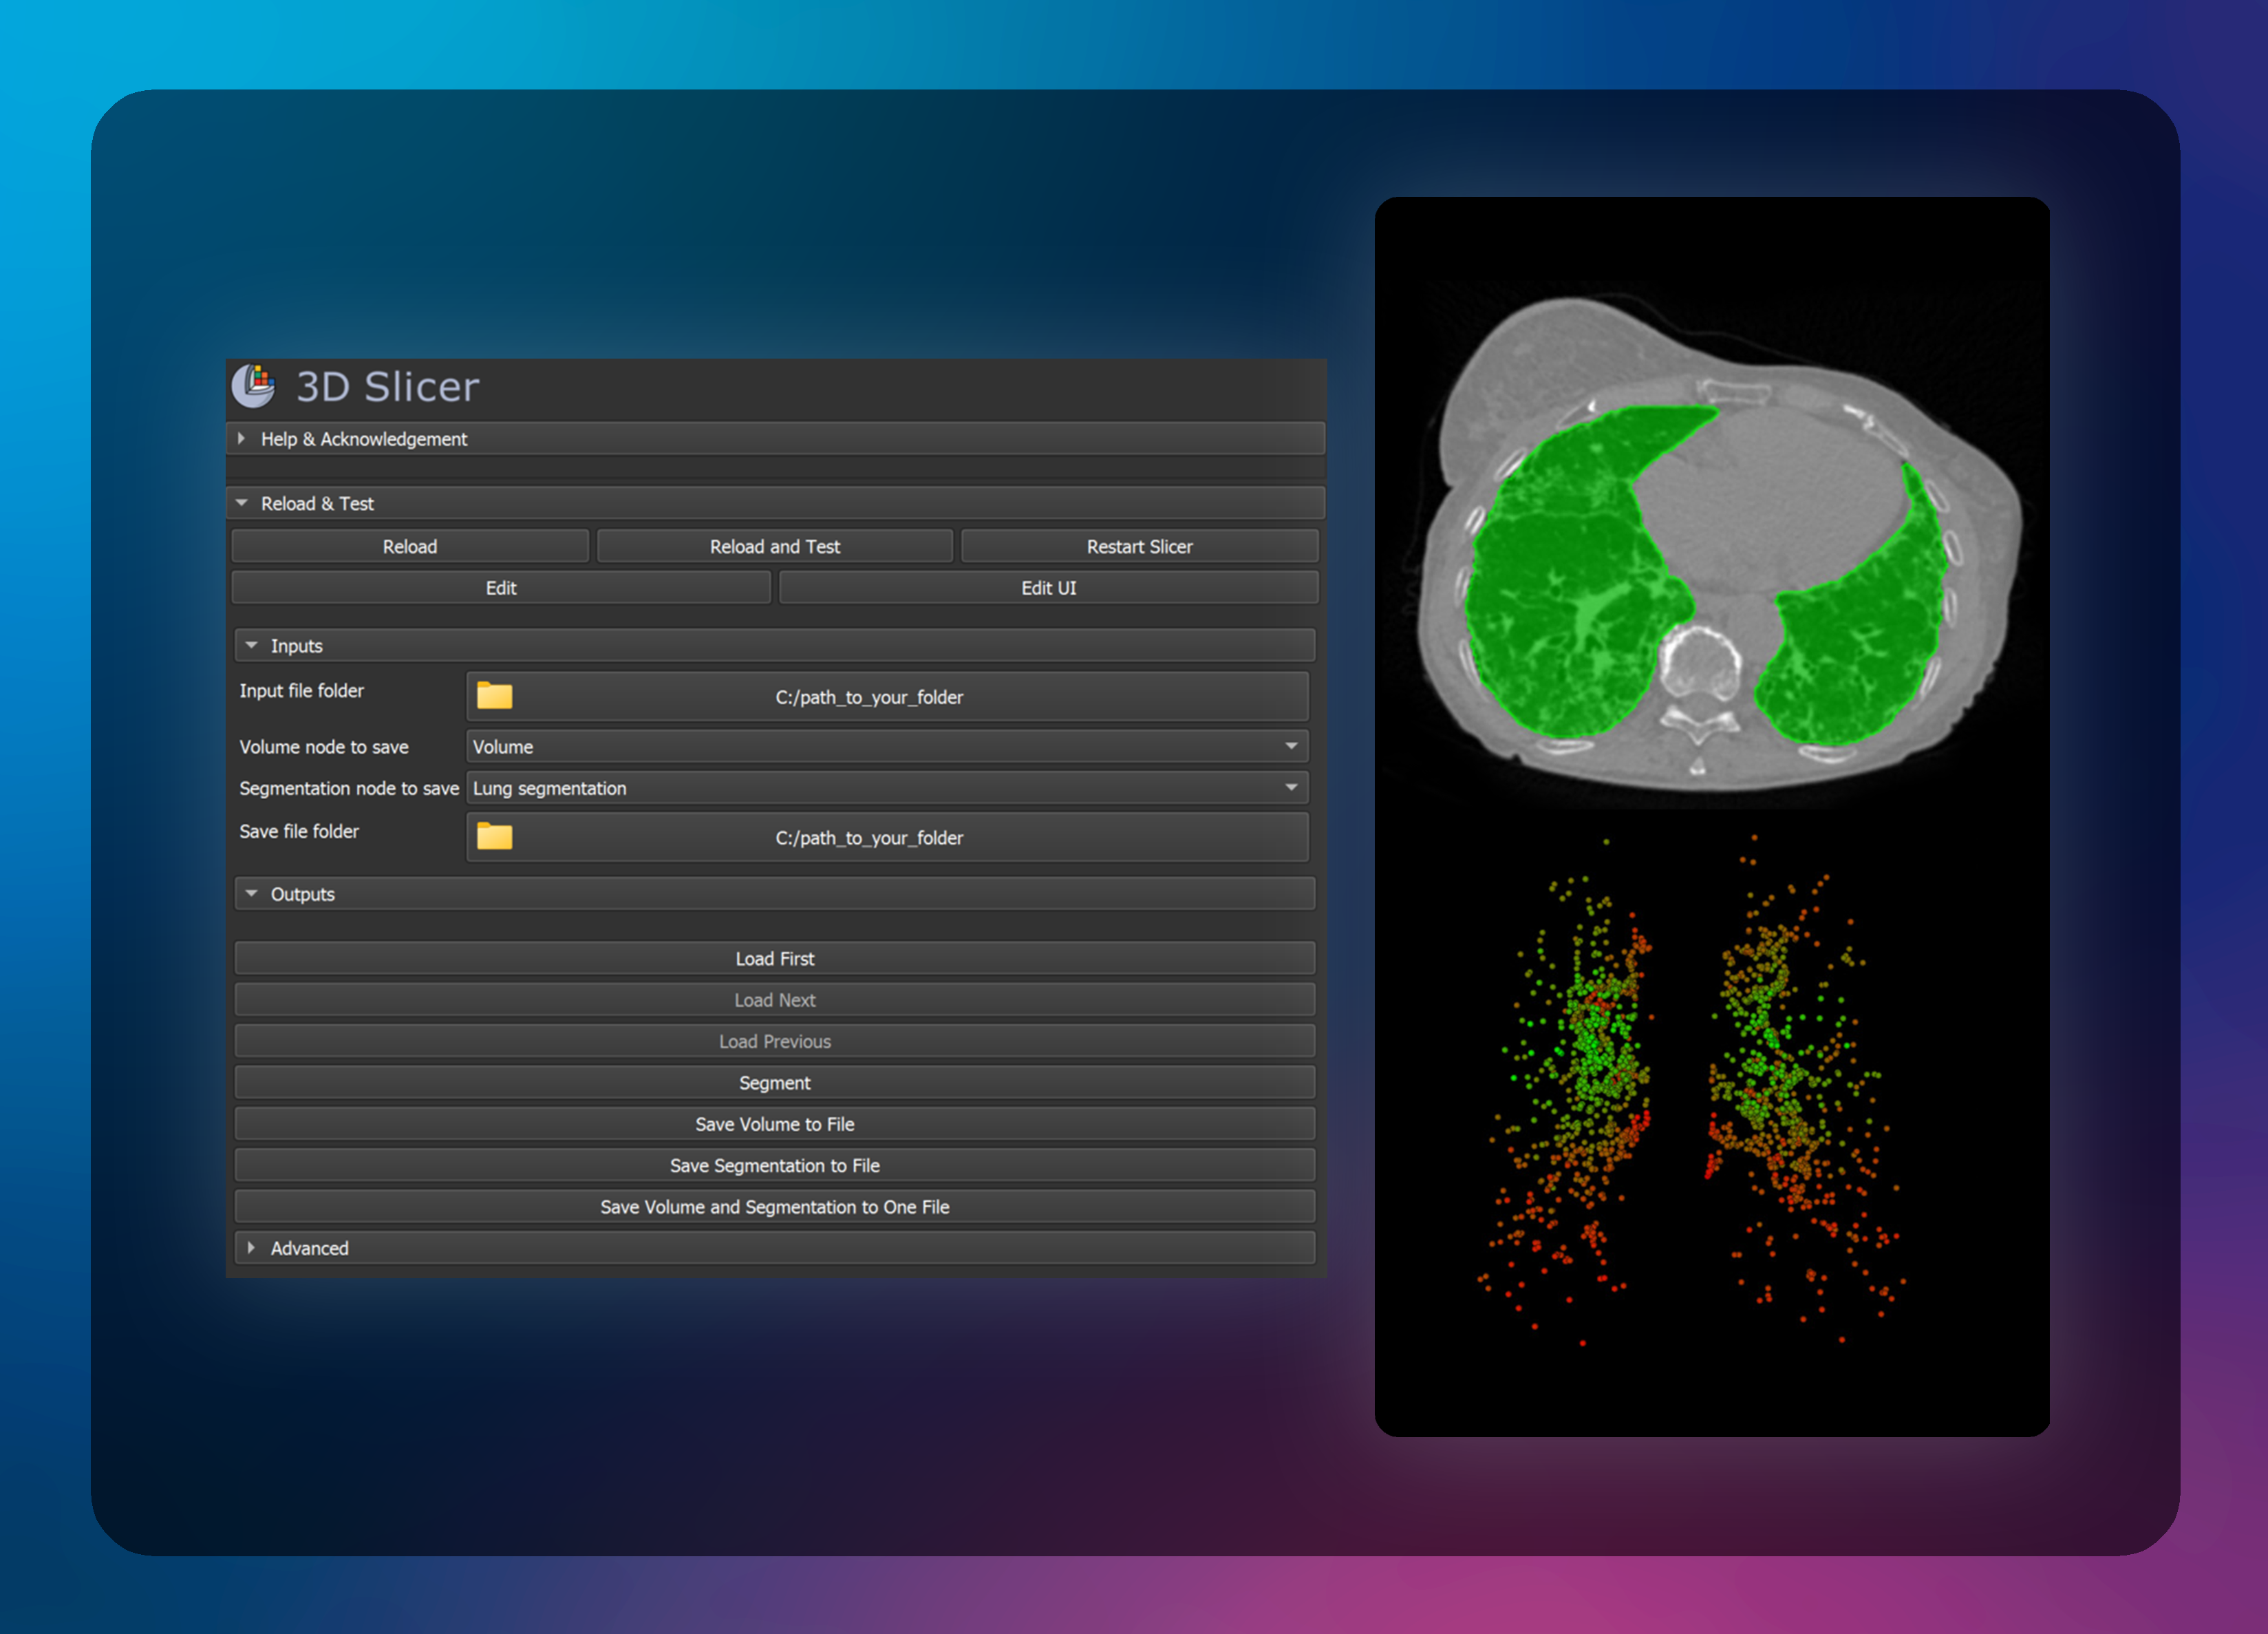 3D Slicer
Help & Acknowledgement
Reload & Test
Reload
Reload and Test
Restart Slicer
Edit
Edit UI
Inputs
Input file folder
C:/path_to_your_folder
Volume node to save
Volume
Segmentation node to save
Lung segmentation
Save file folder
C:/path_to_your_folder
Outputs
Load First
Load Next
Load Previous
Segment
Save Volume to File
Save Segmentation to File
Save Volume and Segmentation to One File
Advanced